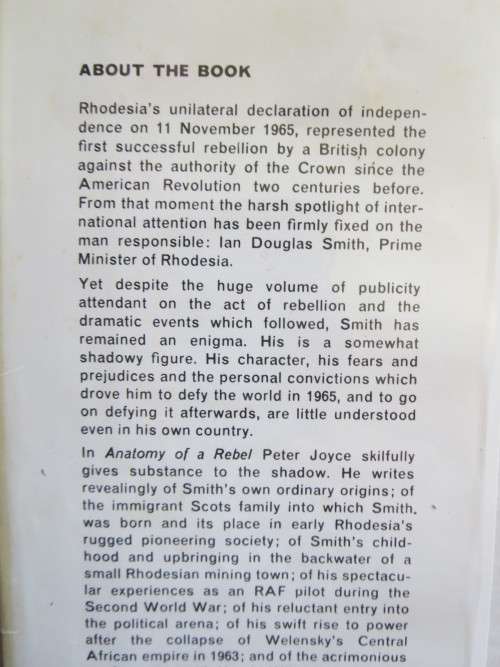 ABOUT THE BOOK
Rhodesia's unilateral declaration of indepen-
dence on 11 November 1965, represented the
first successful rebellion by a British colony
against the authority of the Crown since the
American Revolution two centuries before.
From that moment the harsh spotlight of inter-
national attention has been firmly fixed on the
man responsible: Ian Douglas Smith, Prime
Minister of Rhodesia.
Yet despite the huge volume of publicity
attendant on the act of rebellion and the
dramatic events which followed, Smith has
remained an enigma. His is a somewhat
shadowy figure. His character, his fears and
prejudices and the personal convictions which
drove him to defy the world in 1965, and to go
on defying it afterwards, are little understood
even in his own country.
In Anatomy of a Rebel Peter Joyce skilfully
gives substance to the shadow. He writes
revealingly of Smith's own ordinary origins; of
the immigrant Scots family into which Smith.
was born and its place in early Rhodesia's
rugged pioneering society; of Smith's child-
hood and upbringing in the backwater of a
small Rhodesian mining town; of his spectacu-
lar experiences as an RAF pilot during the
Second World War; of his reluctant entry into
the political arena; of his swift rise to power
after the collapse of Welensky's Central
African empire in 1963; and of the acrimonious